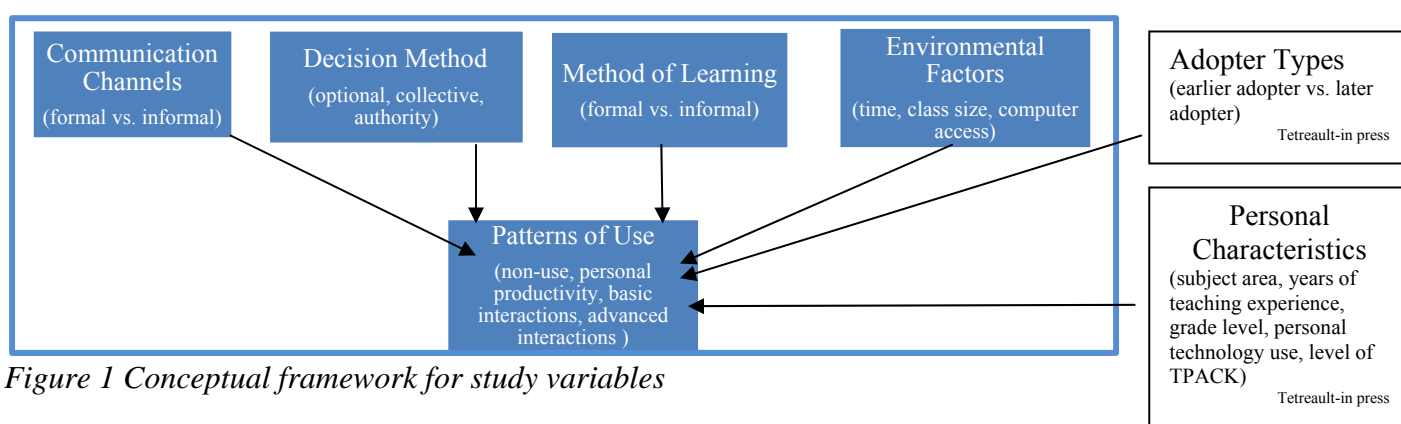 Communication
Channels
(formal vs. informal)
Decision Method
(optional, collective,
authority)
Method of Learning
(formal vs. informal)
Environmental
Factors
(time, class size, computer
access)
Adopter Types
(earlier adopter vs. later
adopter)
Tetreault-in press
Patterns of Use
(non-use, personal
productivity, basic
interactions, advanced
interactions )
Personal
Characteristics
(subject area, years of
teaching experience,
grade level, personal
technology use, level of
TPACK)
Tetreault-in press
Figure 1 Conceptual framework for study variables